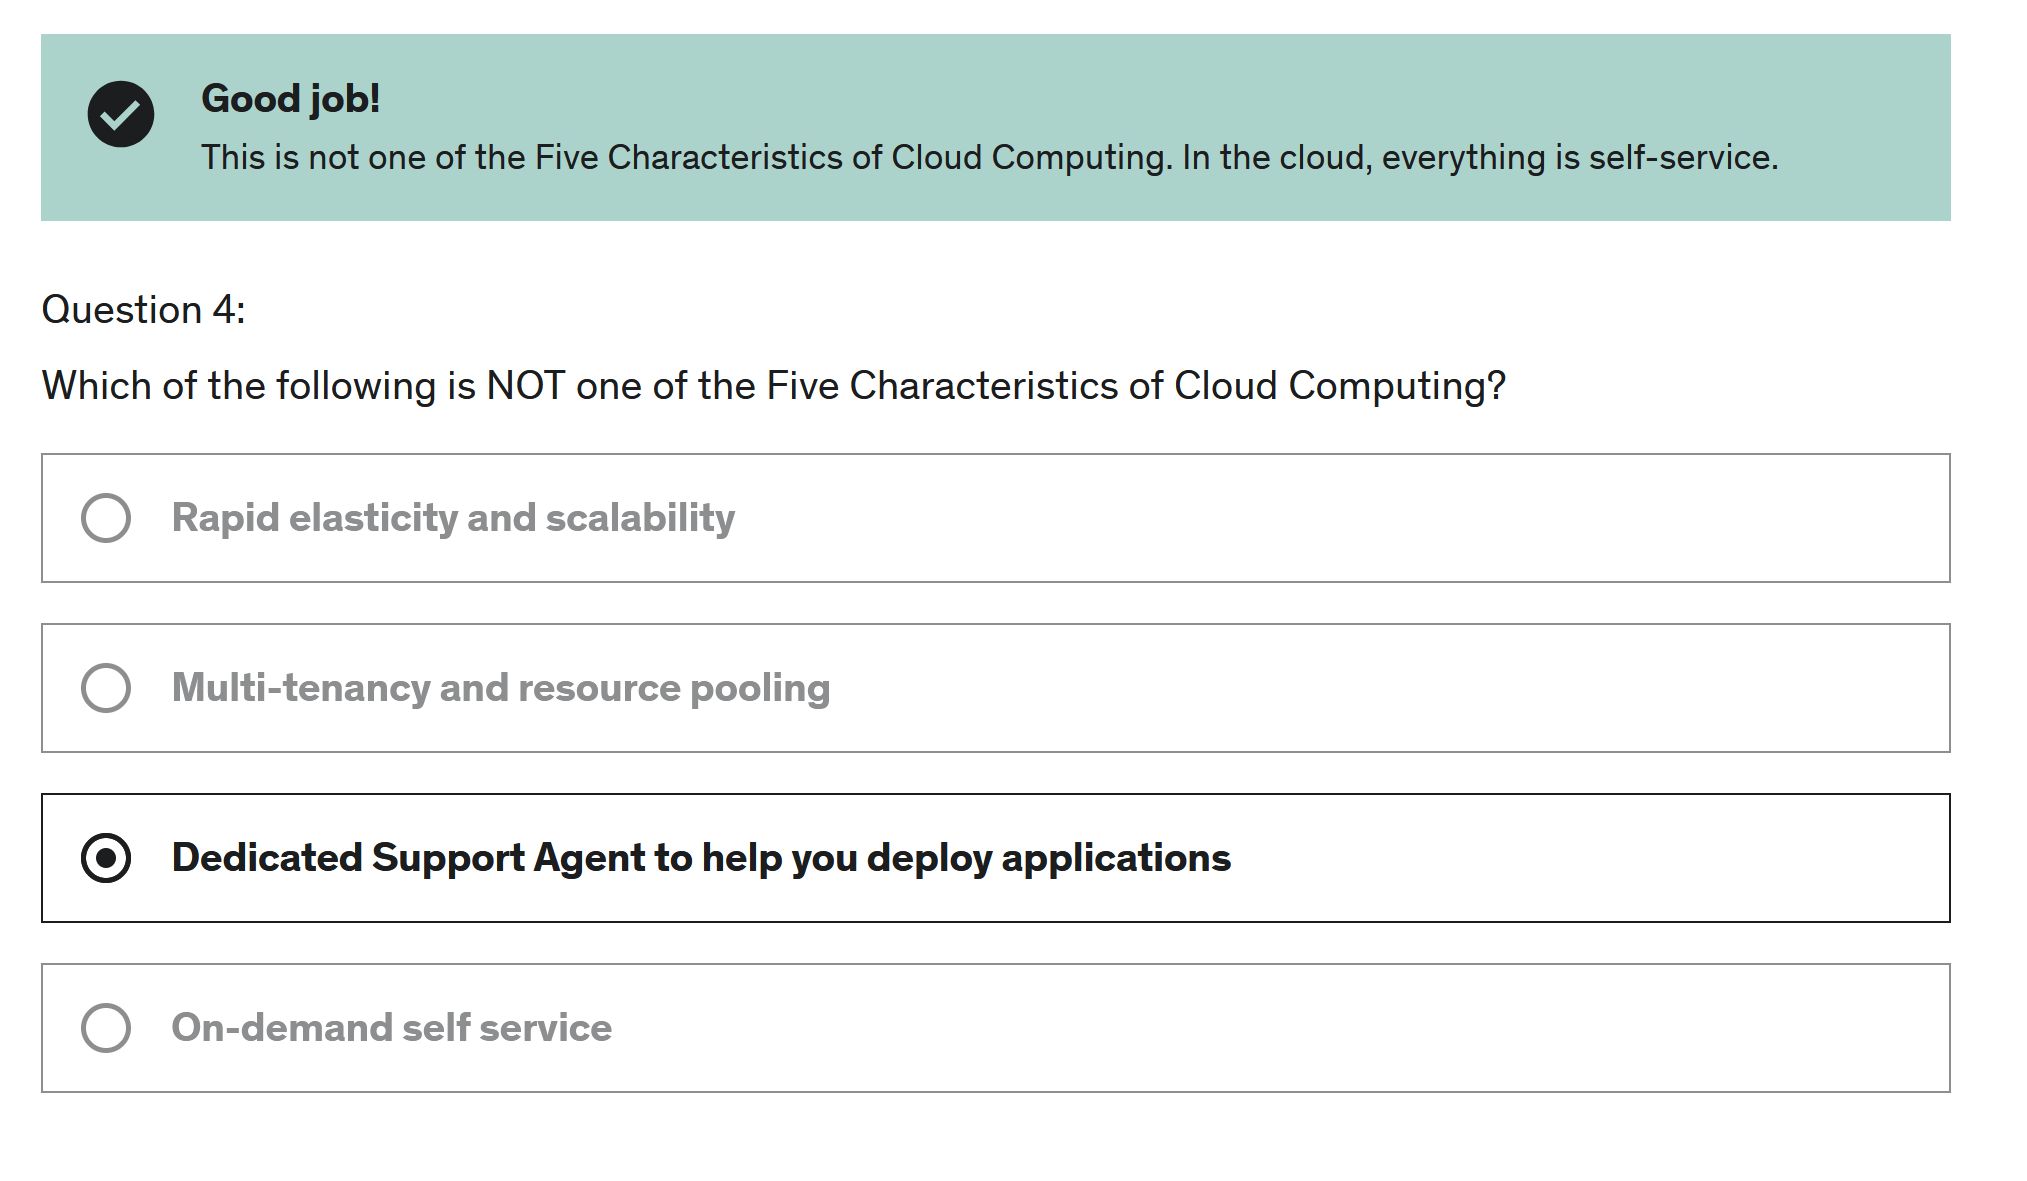 Good job!
This is not one of the Five Characteristics of Cloud Computing. In the cloud, everything is self-service.
Question 4:
Which of the following is NOT one of the Five Characteristics of Cloud Computing?
Rapid elasticity and scalability
Multi-tenancy and resource pooling
Dedicated Support Agent to help you deploy applications
On-demand self service